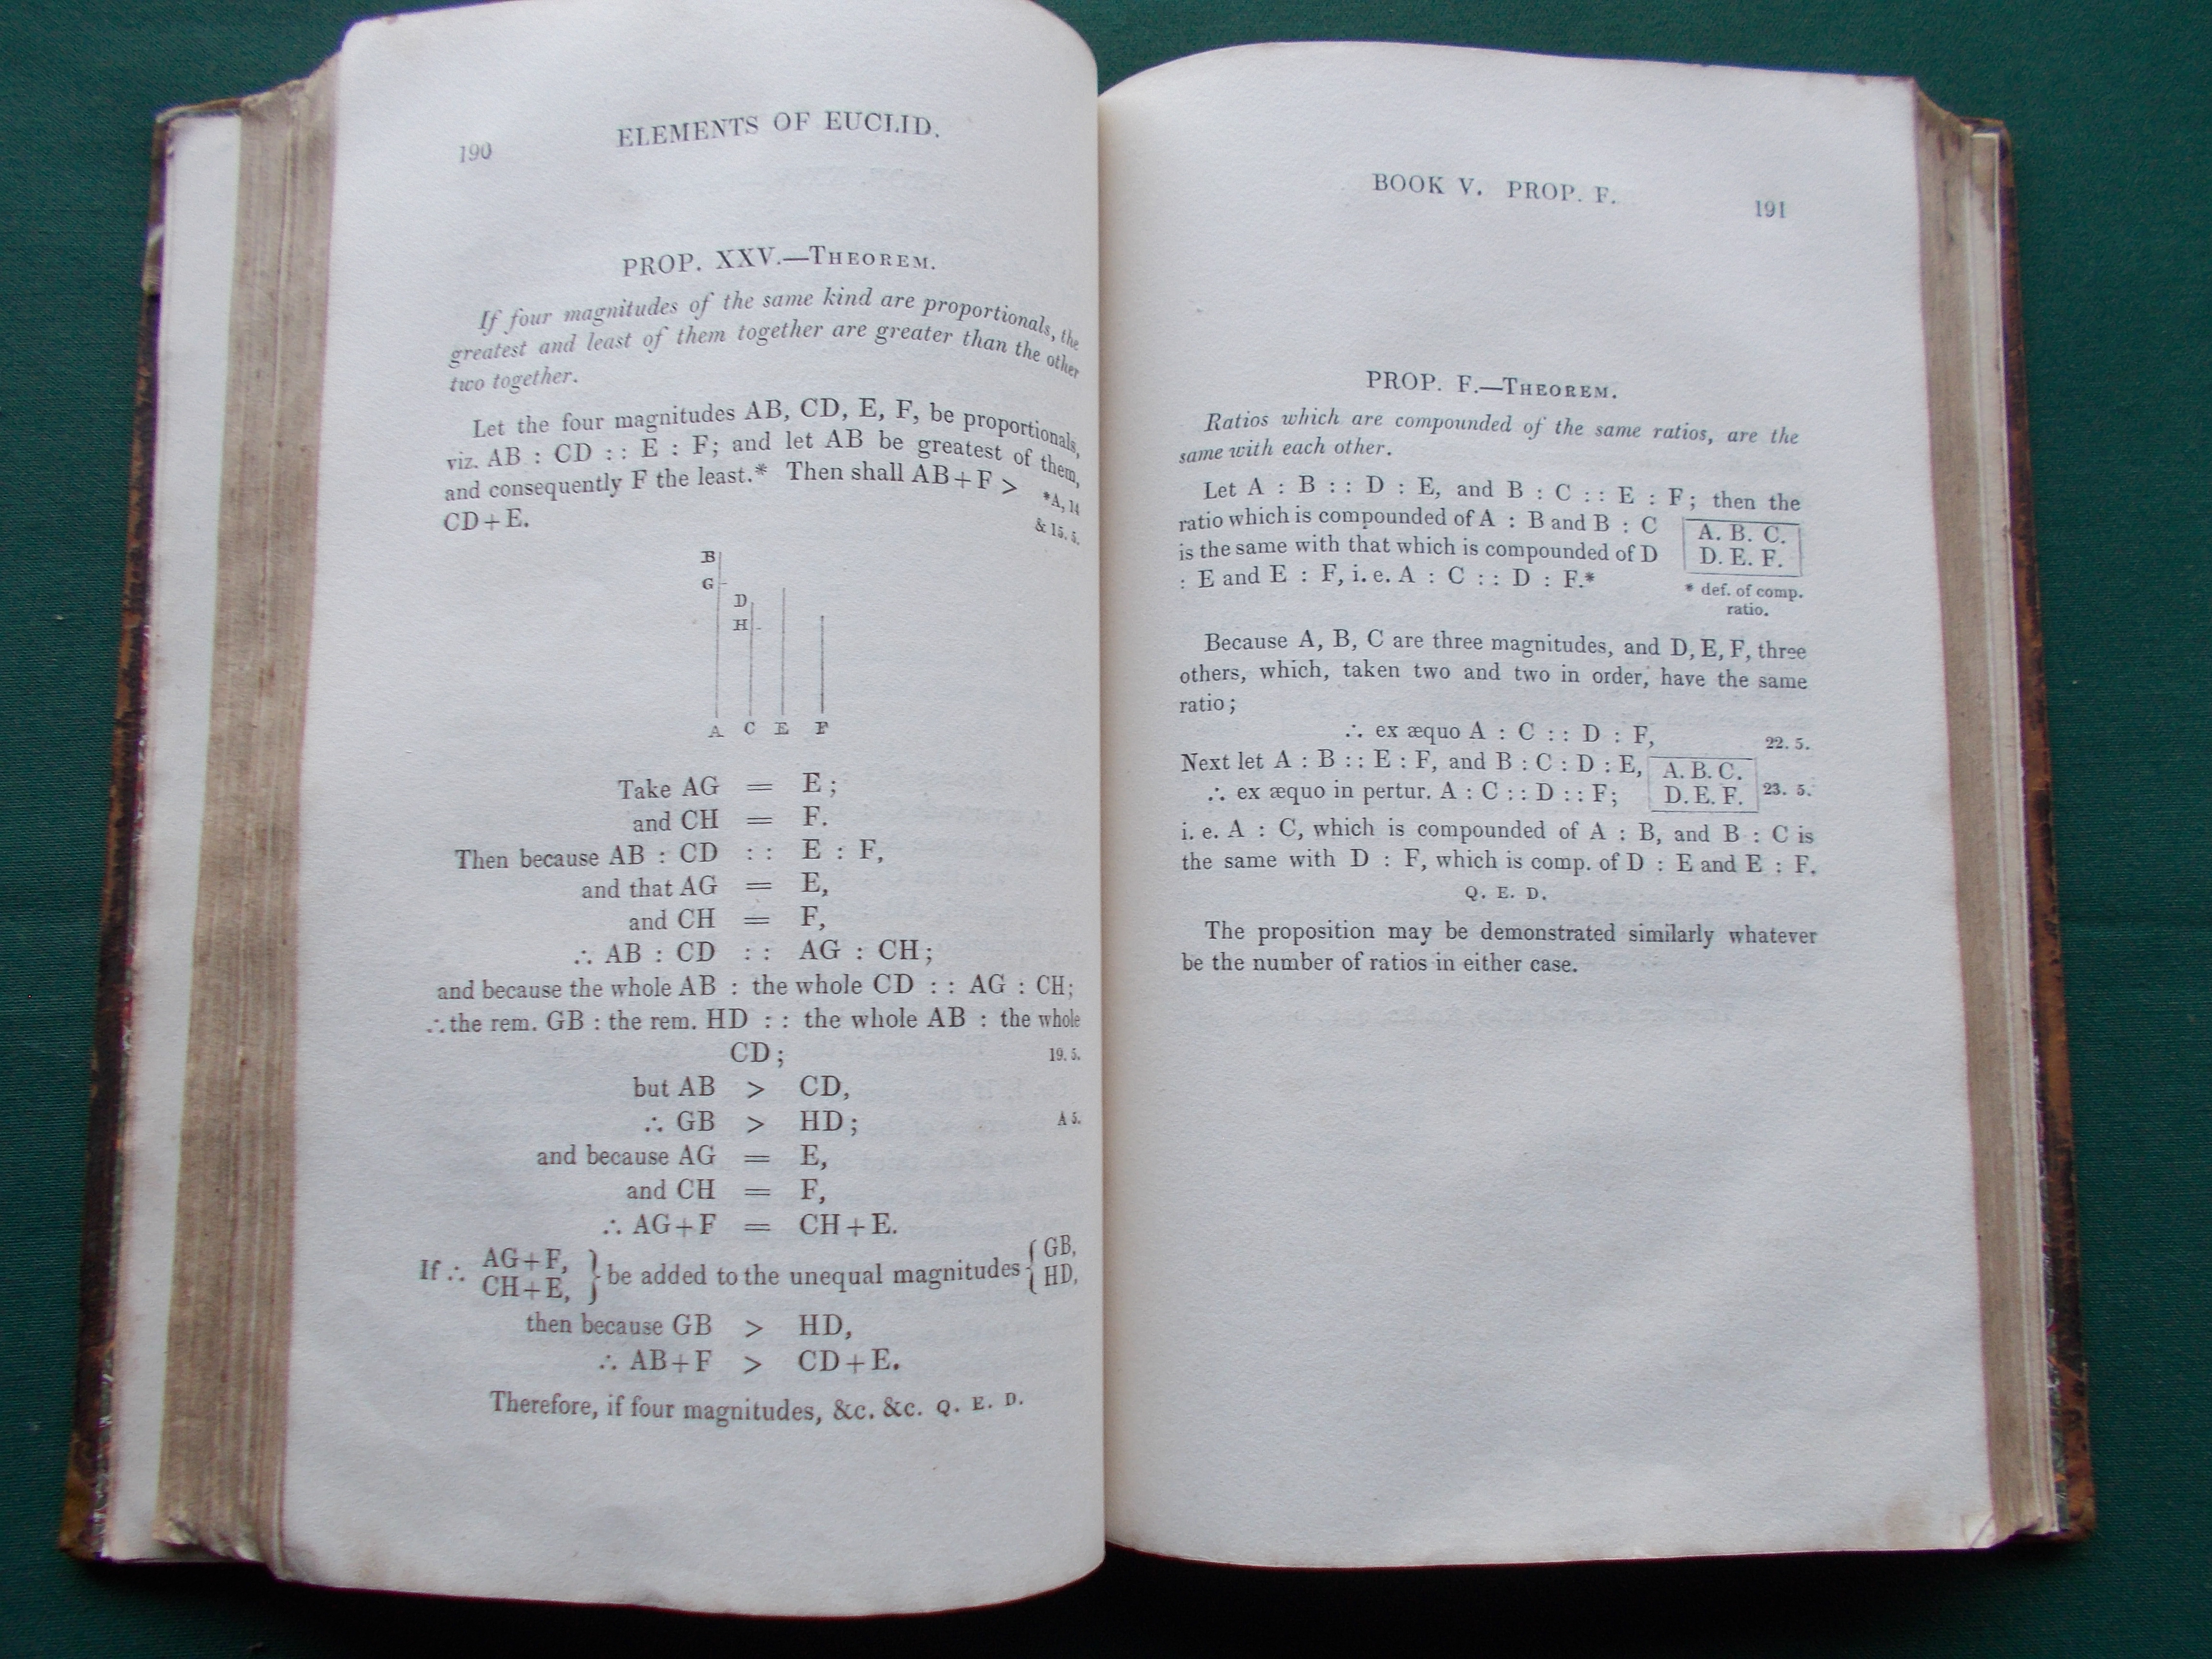 190
ELEMENTS OF EUCLID.
PROP. XXV.—THEOREM.
If four magnitudes of the same kind are proportionals, the
greatest and least of them together are greater than the other
two together.
Let the four magnitudes AB, CD, E, F, be proportionals,
viz. AB : CD :: E : F; and let AB be greatest of them,
and consequently F the least.* Then shall AB+F >
*A, 14
CD+E.
& 15. 5.
B
G
D
H
A C E F
Take AG = E;
and CH = F.
Then because AB : CD :: E : F,
and that AG = E,
and CH = F,
∴ AB : CD :: AG : CH;
and because the whole AB : the whole CD :: AG : CH;
∴ the rem. GB : the rem. HD :: the whole AB : the whole
CD; 19. 5.
but AB > CD,
∴ GB > HD; A 5.
and because AG = E,
and CH = F,
∴ AG+F = CH+E.
If ∴ AG+F, CH+E, } be added to the unequal magnitudes { GB, HD,
then because GB > HD,
∴ AB+F > CD+E.
Therefore, if four magnitudes, &c. &c. Q. E. D.
BOOK V. PROP. F.
191
PROP. F.—THEOREM.
Ratios which are compounded of the same ratios, are the
same with each other.
Let A : B :: D : E, and B : C :: E : F; then the
ratio which is compounded of A : B and B : C
A. B. C.
is the same with that which is compounded of D
D. E. F.
: E and E : F, i. e. A : C :: D : F.*
* def. of comp.
ratio.
Because A, B, C are three magnitudes, and D, E, F, three
others, which, taken two and two in order, have the same
ratio;
∴ ex æquo A : C :: D : F, 22. 5.
Next let A : B :: E : F, and B : C : D : E, A. B. C.
∴ ex æquo in pertur. A : C :: D :: F; D. E. F. 23. 5.
i. e. A : C, which is compounded of A : B, and B : C is
the same with D : F, which is comp. of D : E and E : F.
Q. E. D.
The proposition may be demonstrated similarly whatever
be the number of ratios in either case.